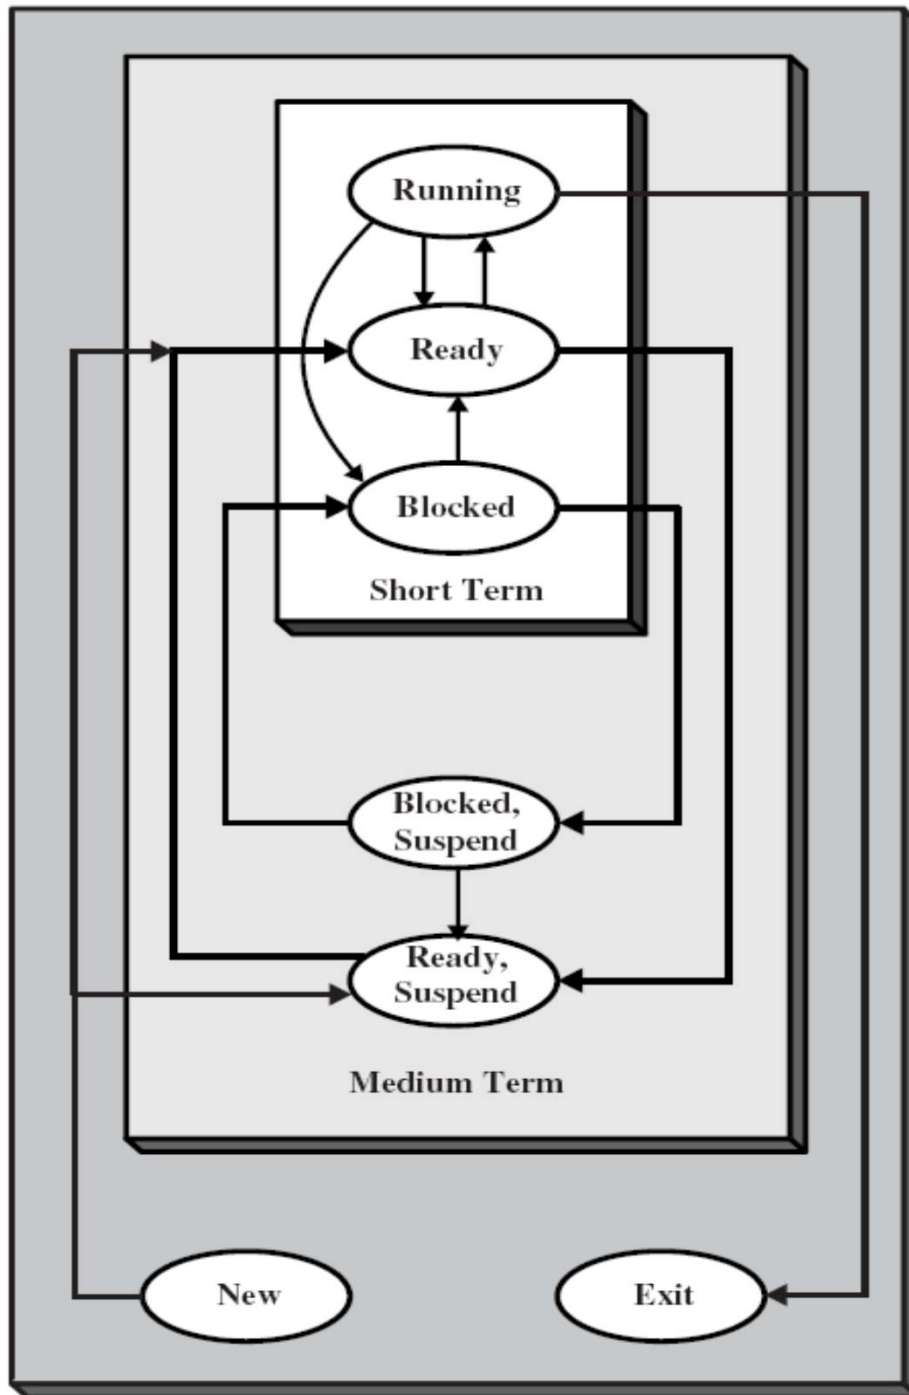 Running
Ready
Blocked
Short Term
Blocked,
Suspend
Ready,
Suspend
Medium Term
New
Exit